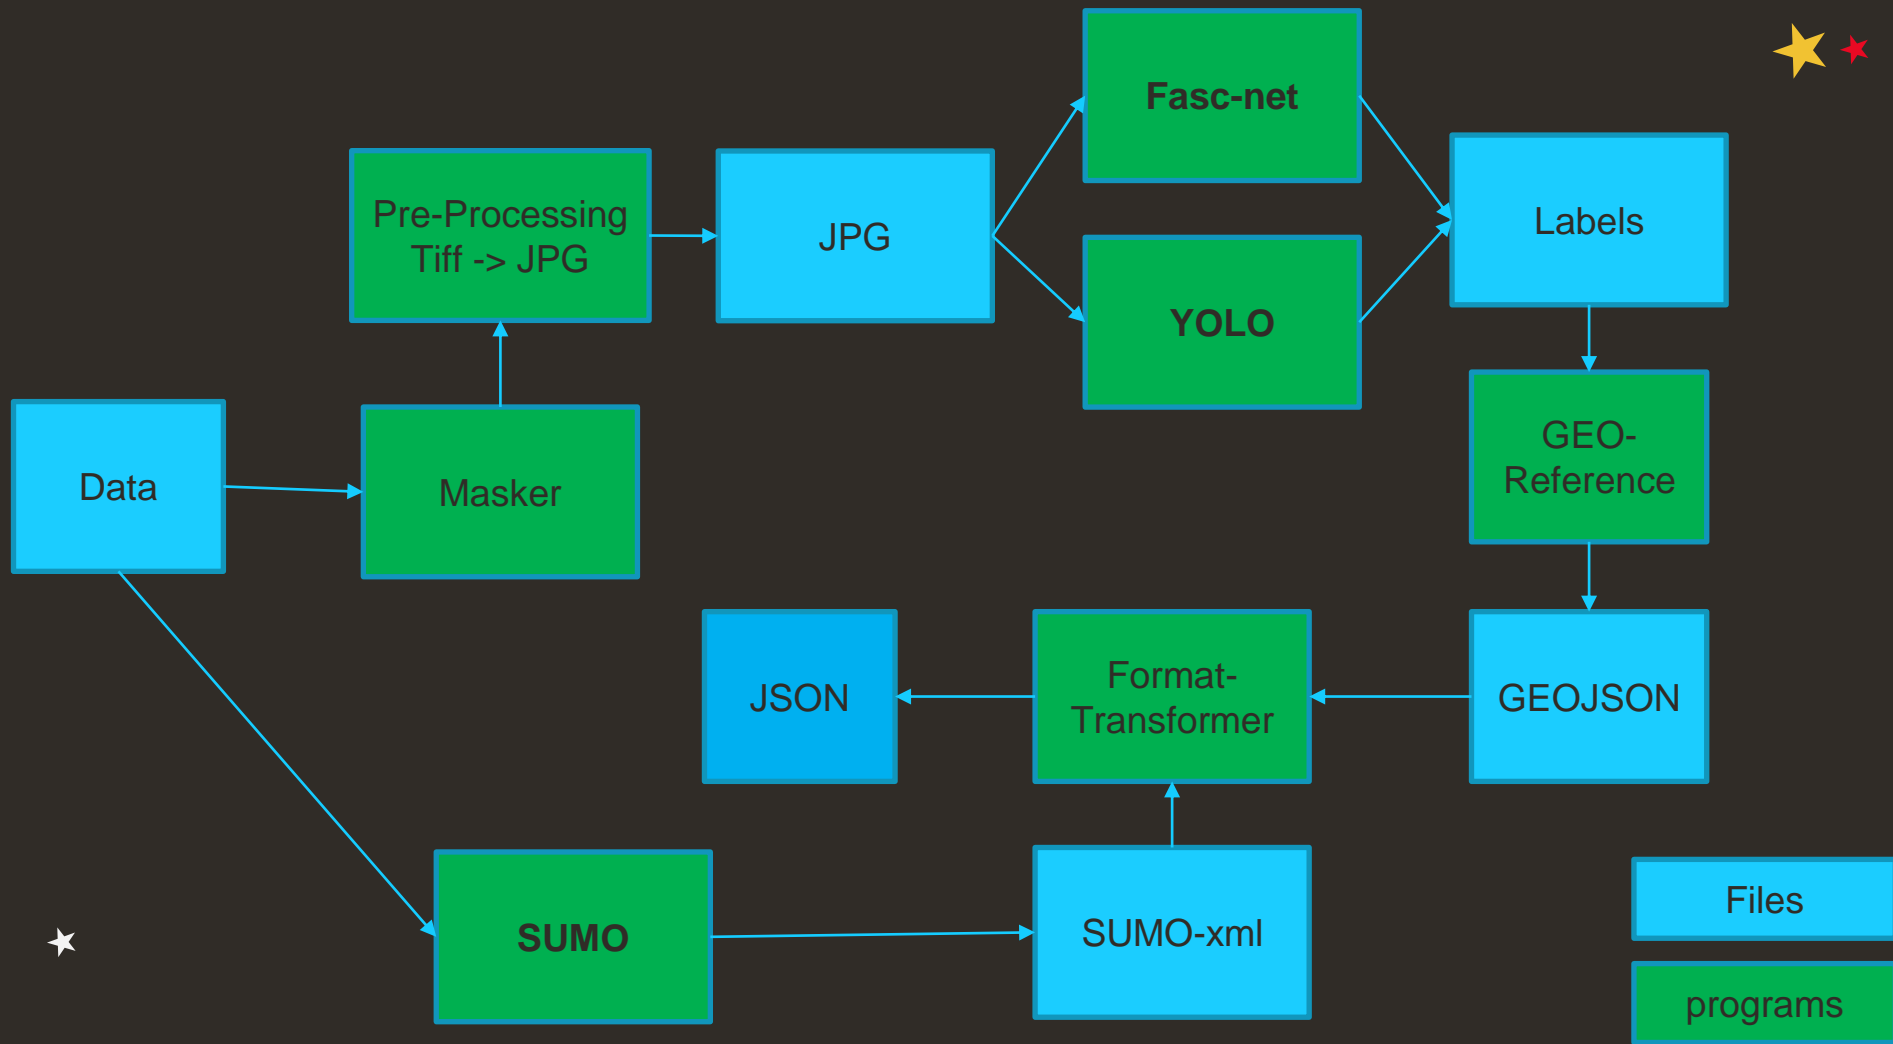 Fasc-net
Pre-Processing
Tiff -> JPG
JPG
Labels
YOLO
Data
Masker
GEO-
Reference
JSON
Format-
Transformer
GEOJSON
SUMO
SUMO-xml
Files
programs